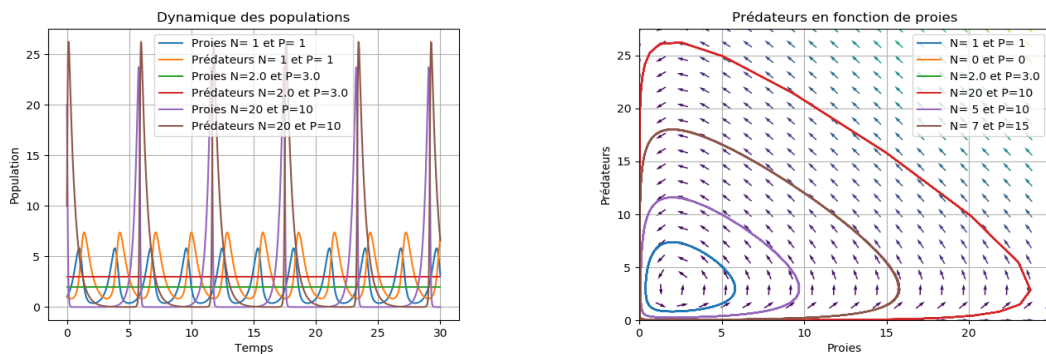 Dynamique des populations
Population
25
20
15
10
5
0
Proies N= 1 et P= 1
Prédateurs N= 1 et P= 1
Proies N=2.0 et P=3.0
Prédateurs N=2.0 et P=3.0
Proies N=20 et P=10
Prédateurs N=20 et P=10
0 5 10 15 20 25 30
Temps
Prédateurs en fonction de proies
Prédateurs
25
20
15
10
5
0
N= 1 et P= 1
N= 0 et P= 0
N=2.0 et P=3.0
N=20 et P=10
N= 5 et P=10
N= 7 et P=15
0 5 10 15 20
Proies